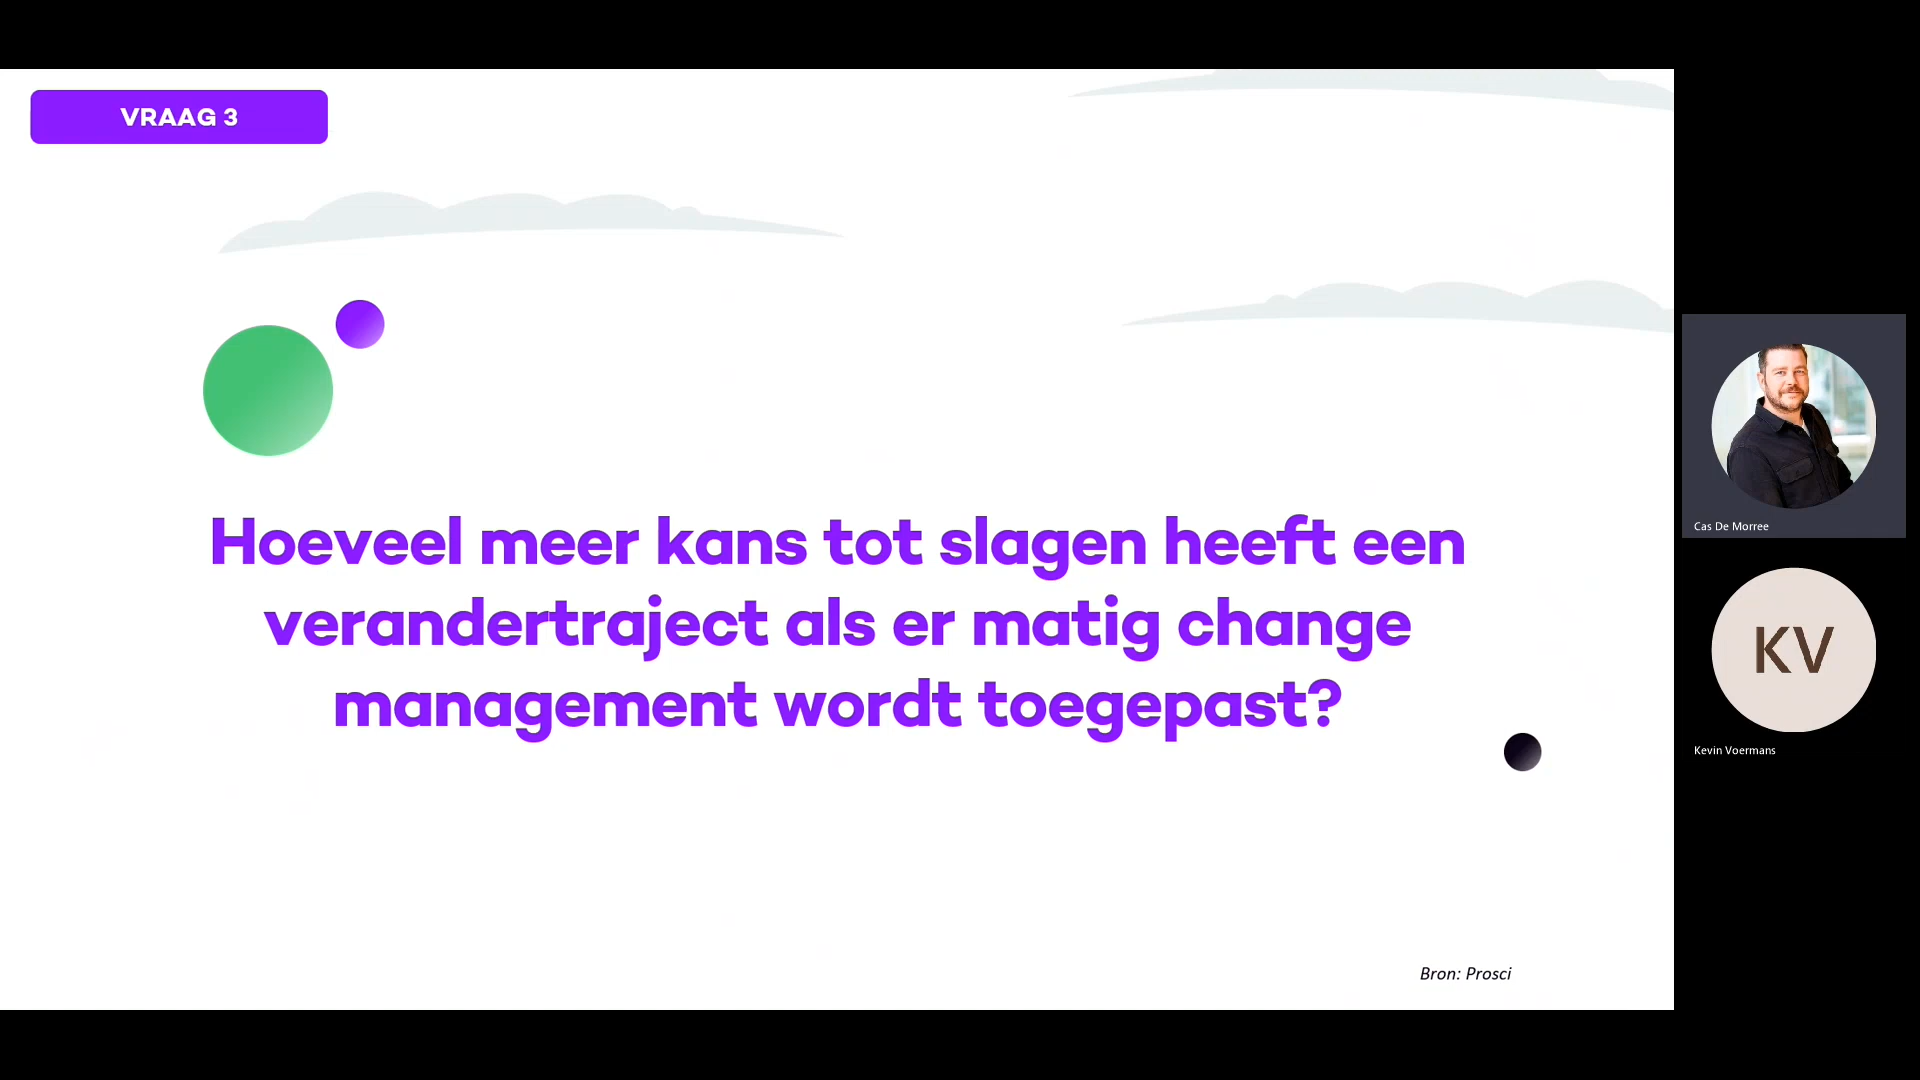 VRAAG 3
Hoeveel meer kans tot slagen heeft een
verandertraject als er matig change
management wordt toegepast?
Bron: Prosci
Cas De Morree
KV
Kevin Voermans